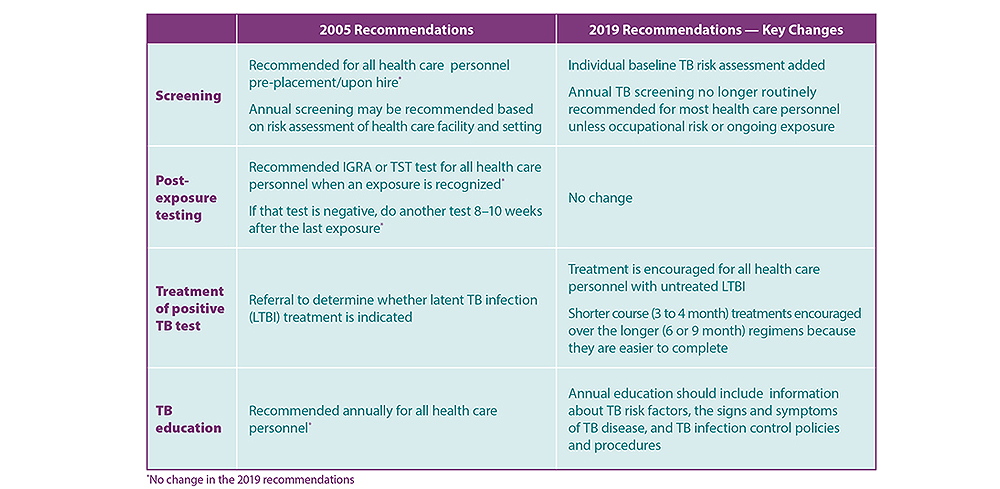 2005 Recommendations
2019 Recommendations — Key Changes
Screening
Recommended for all health care personnel
pre-placement/upon hire*
Annual screening may be recommended based
on risk assessment of health care facility and setting
Individual baseline TB risk assessment added
Annual TB screening no longer routinely
recommended for most health care personnel
unless occupational risk or ongoing exposure
Post-
exposure
testing
Recommended IGRA or TST test for all health care
personnel when an exposure is recognized*
If that test is negative, do another test 8–10 weeks
after the last exposure*
No change
Treatment
of positive
TB test
Referral to determine whether latent TB infection
(LTBI) treatment is indicated
Treatment is encouraged for all health care
personnel with untreated LTBI
Shorter course (3 to 4 month) treatments encouraged
over the longer (6 or 9 month) regimens because
they are easier to complete
TB
education
Recommended annually for all health care
personnel*
Annual education should include information
about TB risk factors, the signs and symptoms
of TB disease, and TB infection control policies
and procedures
*No change in the 2019 recommendations